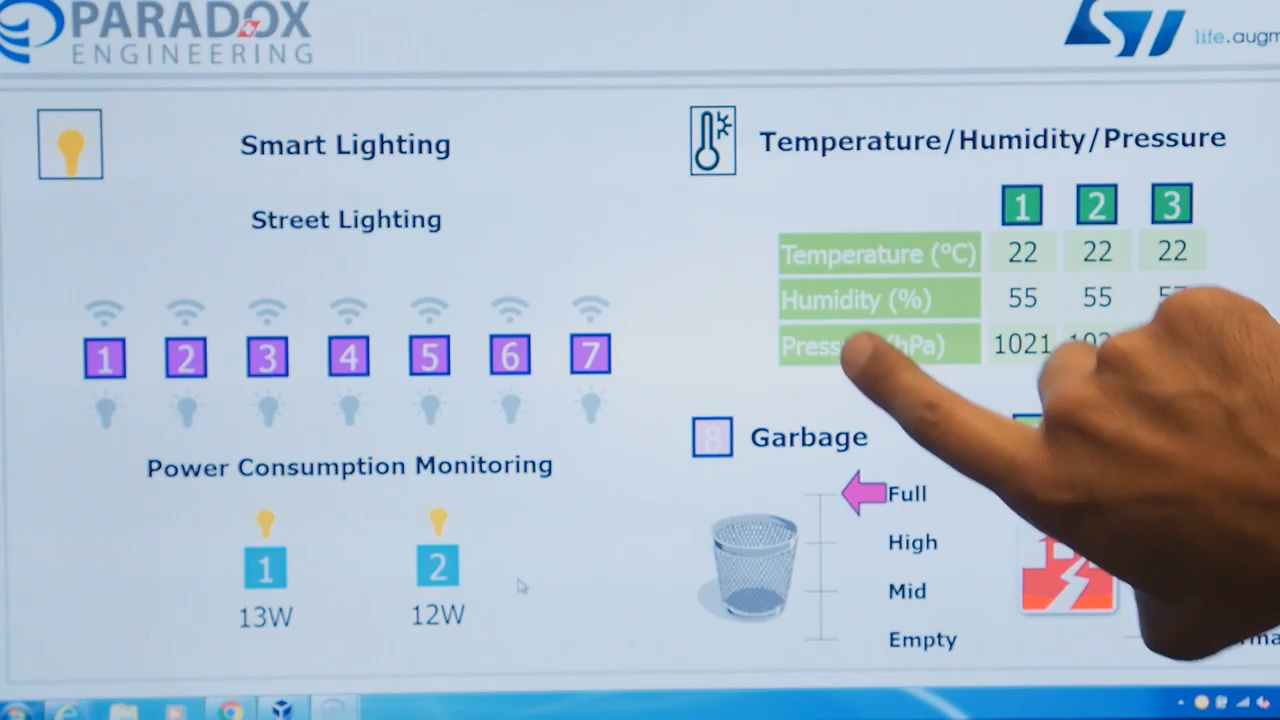 PARADOX
ENGINEERING
ST life.augm
Smart Lighting
Street Lighting
1 2 3 4 5 6 7
Power Consumption Monitoring
1 2
13W 12W
Temperature/Humidity/Pressure
1 2 3
Temperature (°C) 22 22 22
Humidity (%) 55 55
(hPa) 1021
8 Garbage
Full
High
Mid
Empty